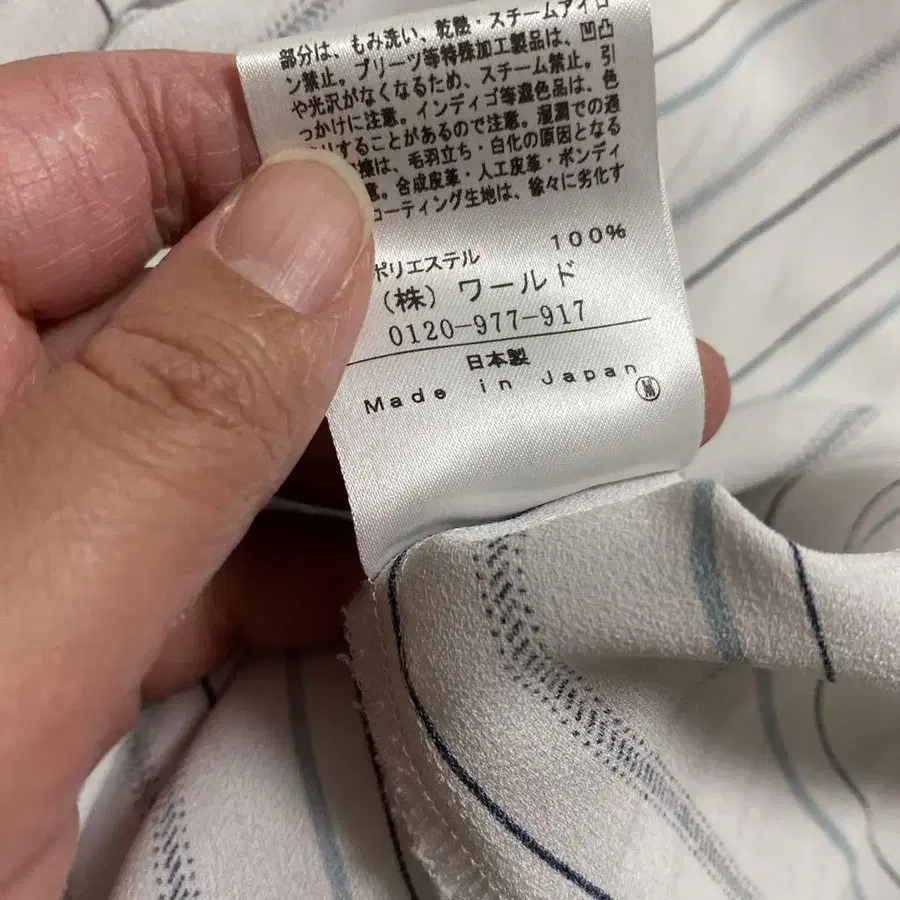 部分は、もみ洗い、乾燥・スチームアイロ
ン禁止。プリーツ等特殊加工製品は、凹凸
や光沢がなくなるため、スチーム禁止。引
っかけに注意。インディゴ等濃色品は、色
りすることがあるので注意。湿潤での過
擦は、毛羽立ち・白化の原因となる
意。合成皮革・人工皮革・ボンディ
コーティング生地は、徐々に劣化す
ポリエステル 100%
(株) ワールド
0120-977-917
日本製
Made in Japan
W